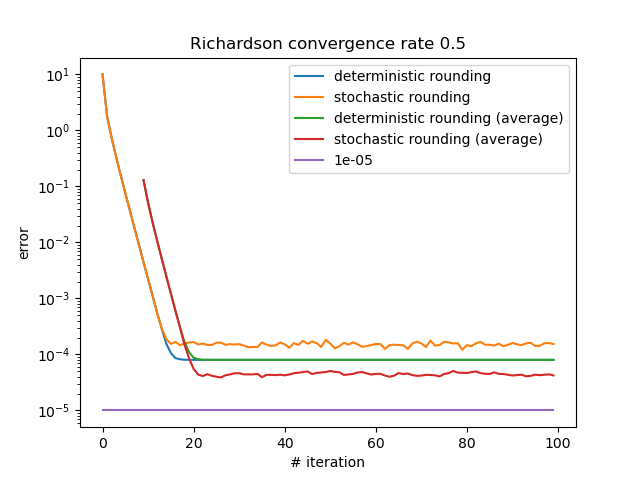 Richardson convergence rate 0.5
deterministic rounding
stochastic rounding
deterministic rounding (average)
stochastic rounding (average)
1e-05
10¹
10⁰
10⁻¹
10⁻²
10⁻³
10⁻⁴
10⁻⁵
error
0 20 40 60 80 100
# iteration